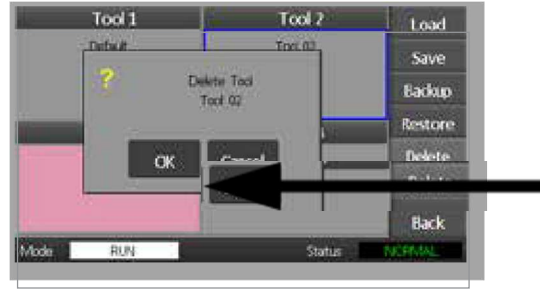 Tool 1
Tool 2
Load
Default
Tool 02
Save
?
Delete Tool
Tool 02
Backup
Restore
OK
Cancel
Delete
Back
Mode
RUN
Status
NORMAL